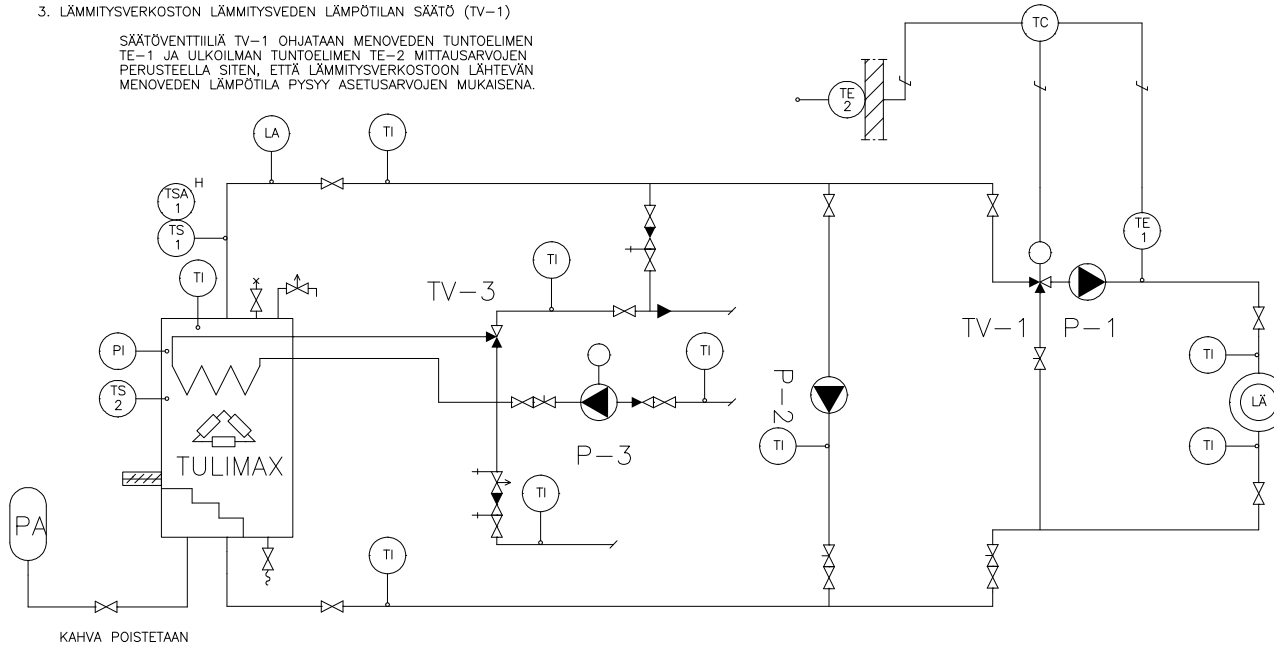 3. LÄMMITYSVERKOSTON LÄMMITYSVEDEN LÄMPÖTILAN SÄÄTÖ (TV-1)
SÄÄTÖVENTTIILIÄ TV-1 OHJATAAN MENOVEDEN TUNTOELIMEN
TE-1 JA ULKOILMAN TUNTOELIMEN TE-2 MITTAUSARVOJEN
PERUSTEELLA SITEN, ETTÄ LÄMMITYSVERKOSTOON LÄHTEVÄN
MENOVEDEN LÄMPÖTILA PYSYY ASETUSARVOJEN MUKAISENA.
TC
TE
2
LA
TI
H
TSA
1
TS
1
TE
1
TI
TI
TV-3
TV-1
P-1
PI
TI
TI
TS
2
P-2
LÄ
TULIMAX
P-3
TI
TI
TI
PA
TI
KAHVA POISTETAAN